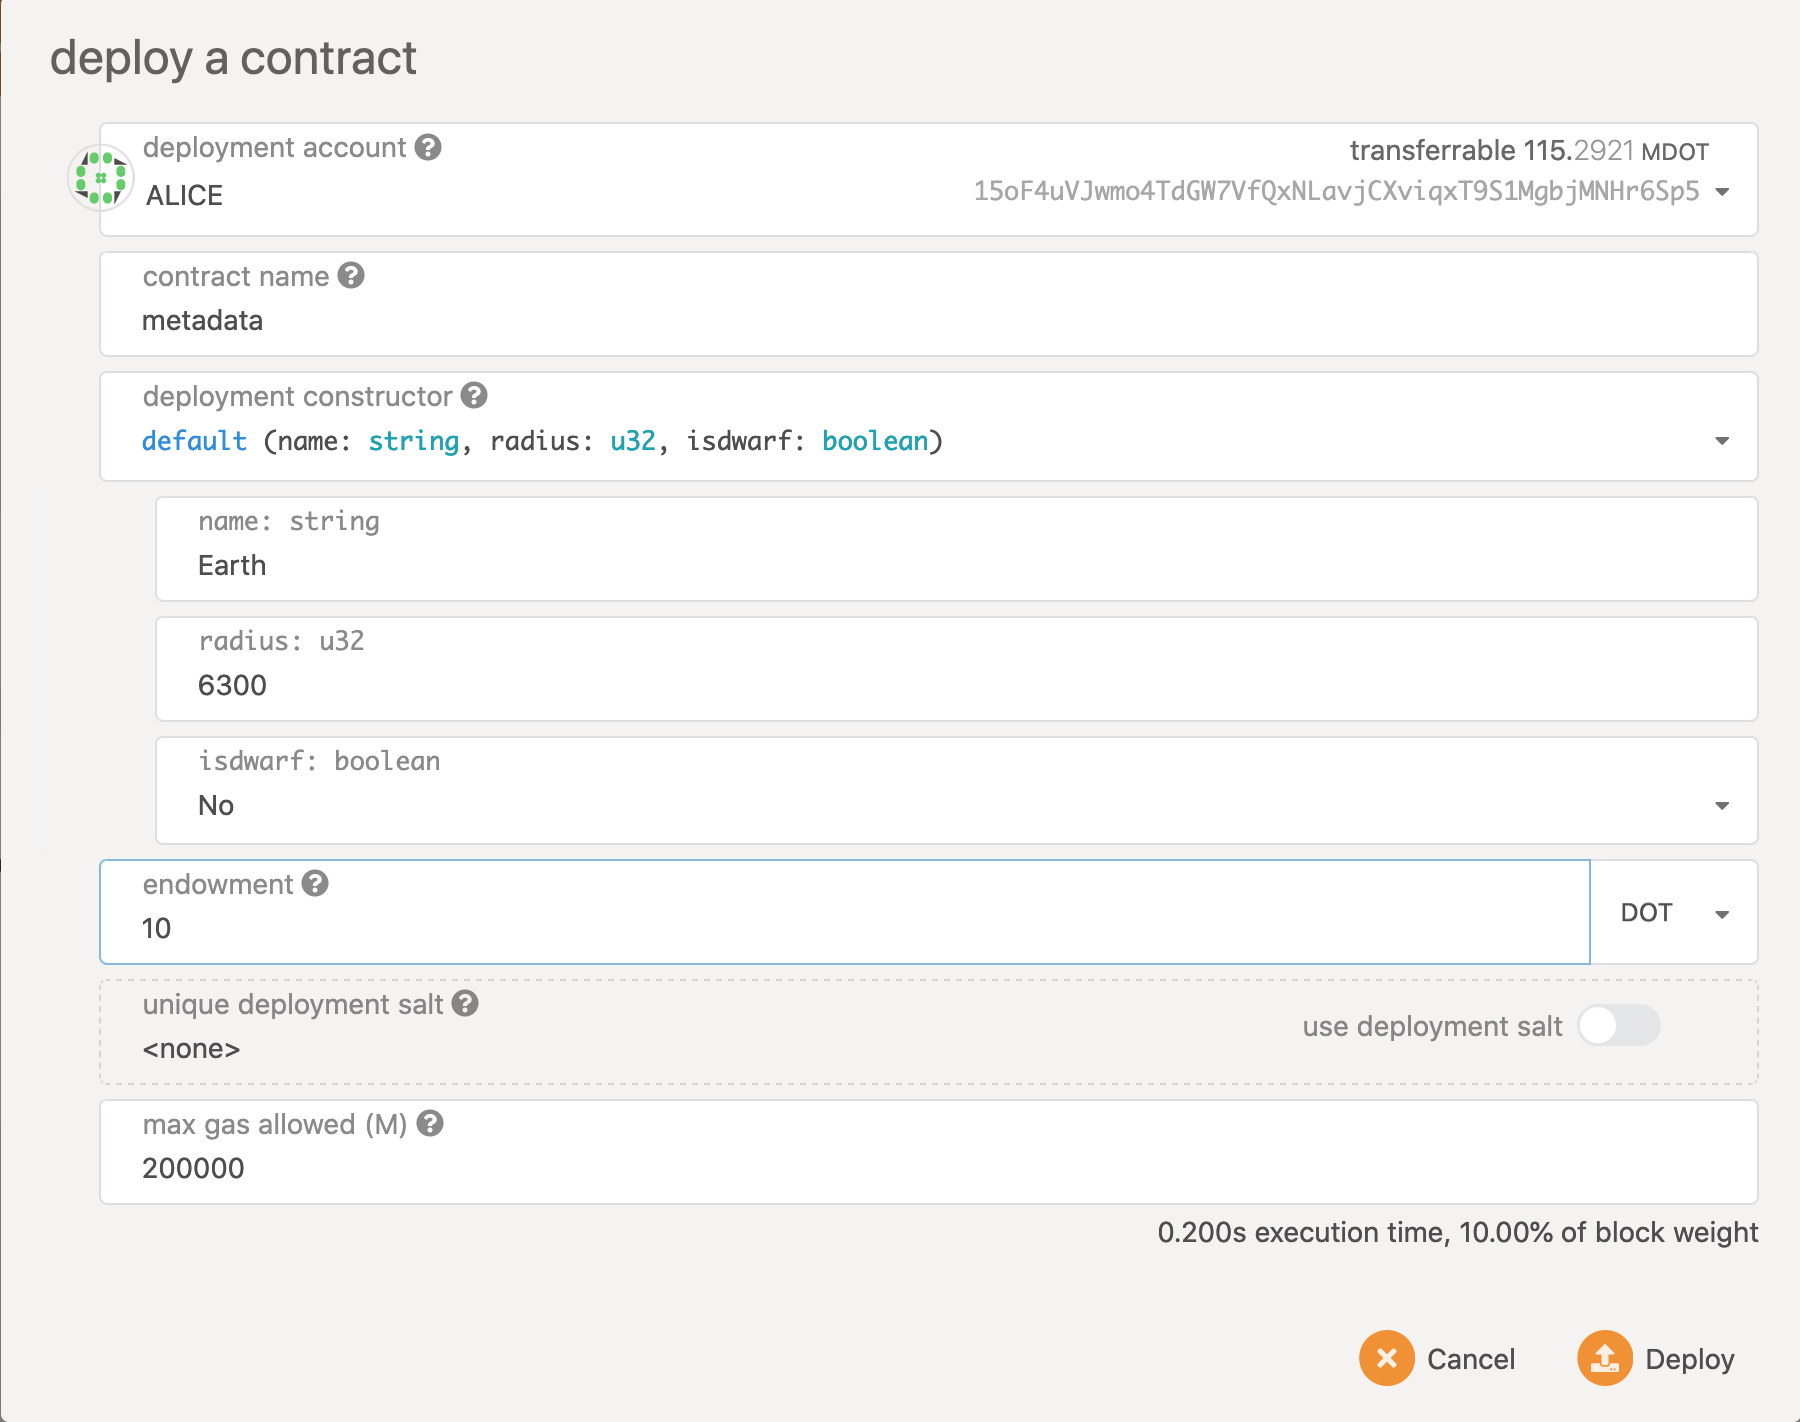 deploy a contract
deployment account ?
transferrable 115.2921 MDOT
ALICE
15oF4uVJwmo4TdGW7VfQxNLavjCXviqxT9S1MgbjMNHr6Sp5
contract name ?
metadata
deployment constructor ?
default (name: string, radius: u32, isdwarf: boolean)
name: string
Earth
radius: u32
6300
isdwarf: boolean
No
endowment ?
10
DOT
unique deployment salt ?
<none>
use deployment salt
max gas allowed (M) ?
200000
0.200s execution time, 10.00% of block weight
Cancel
Deploy